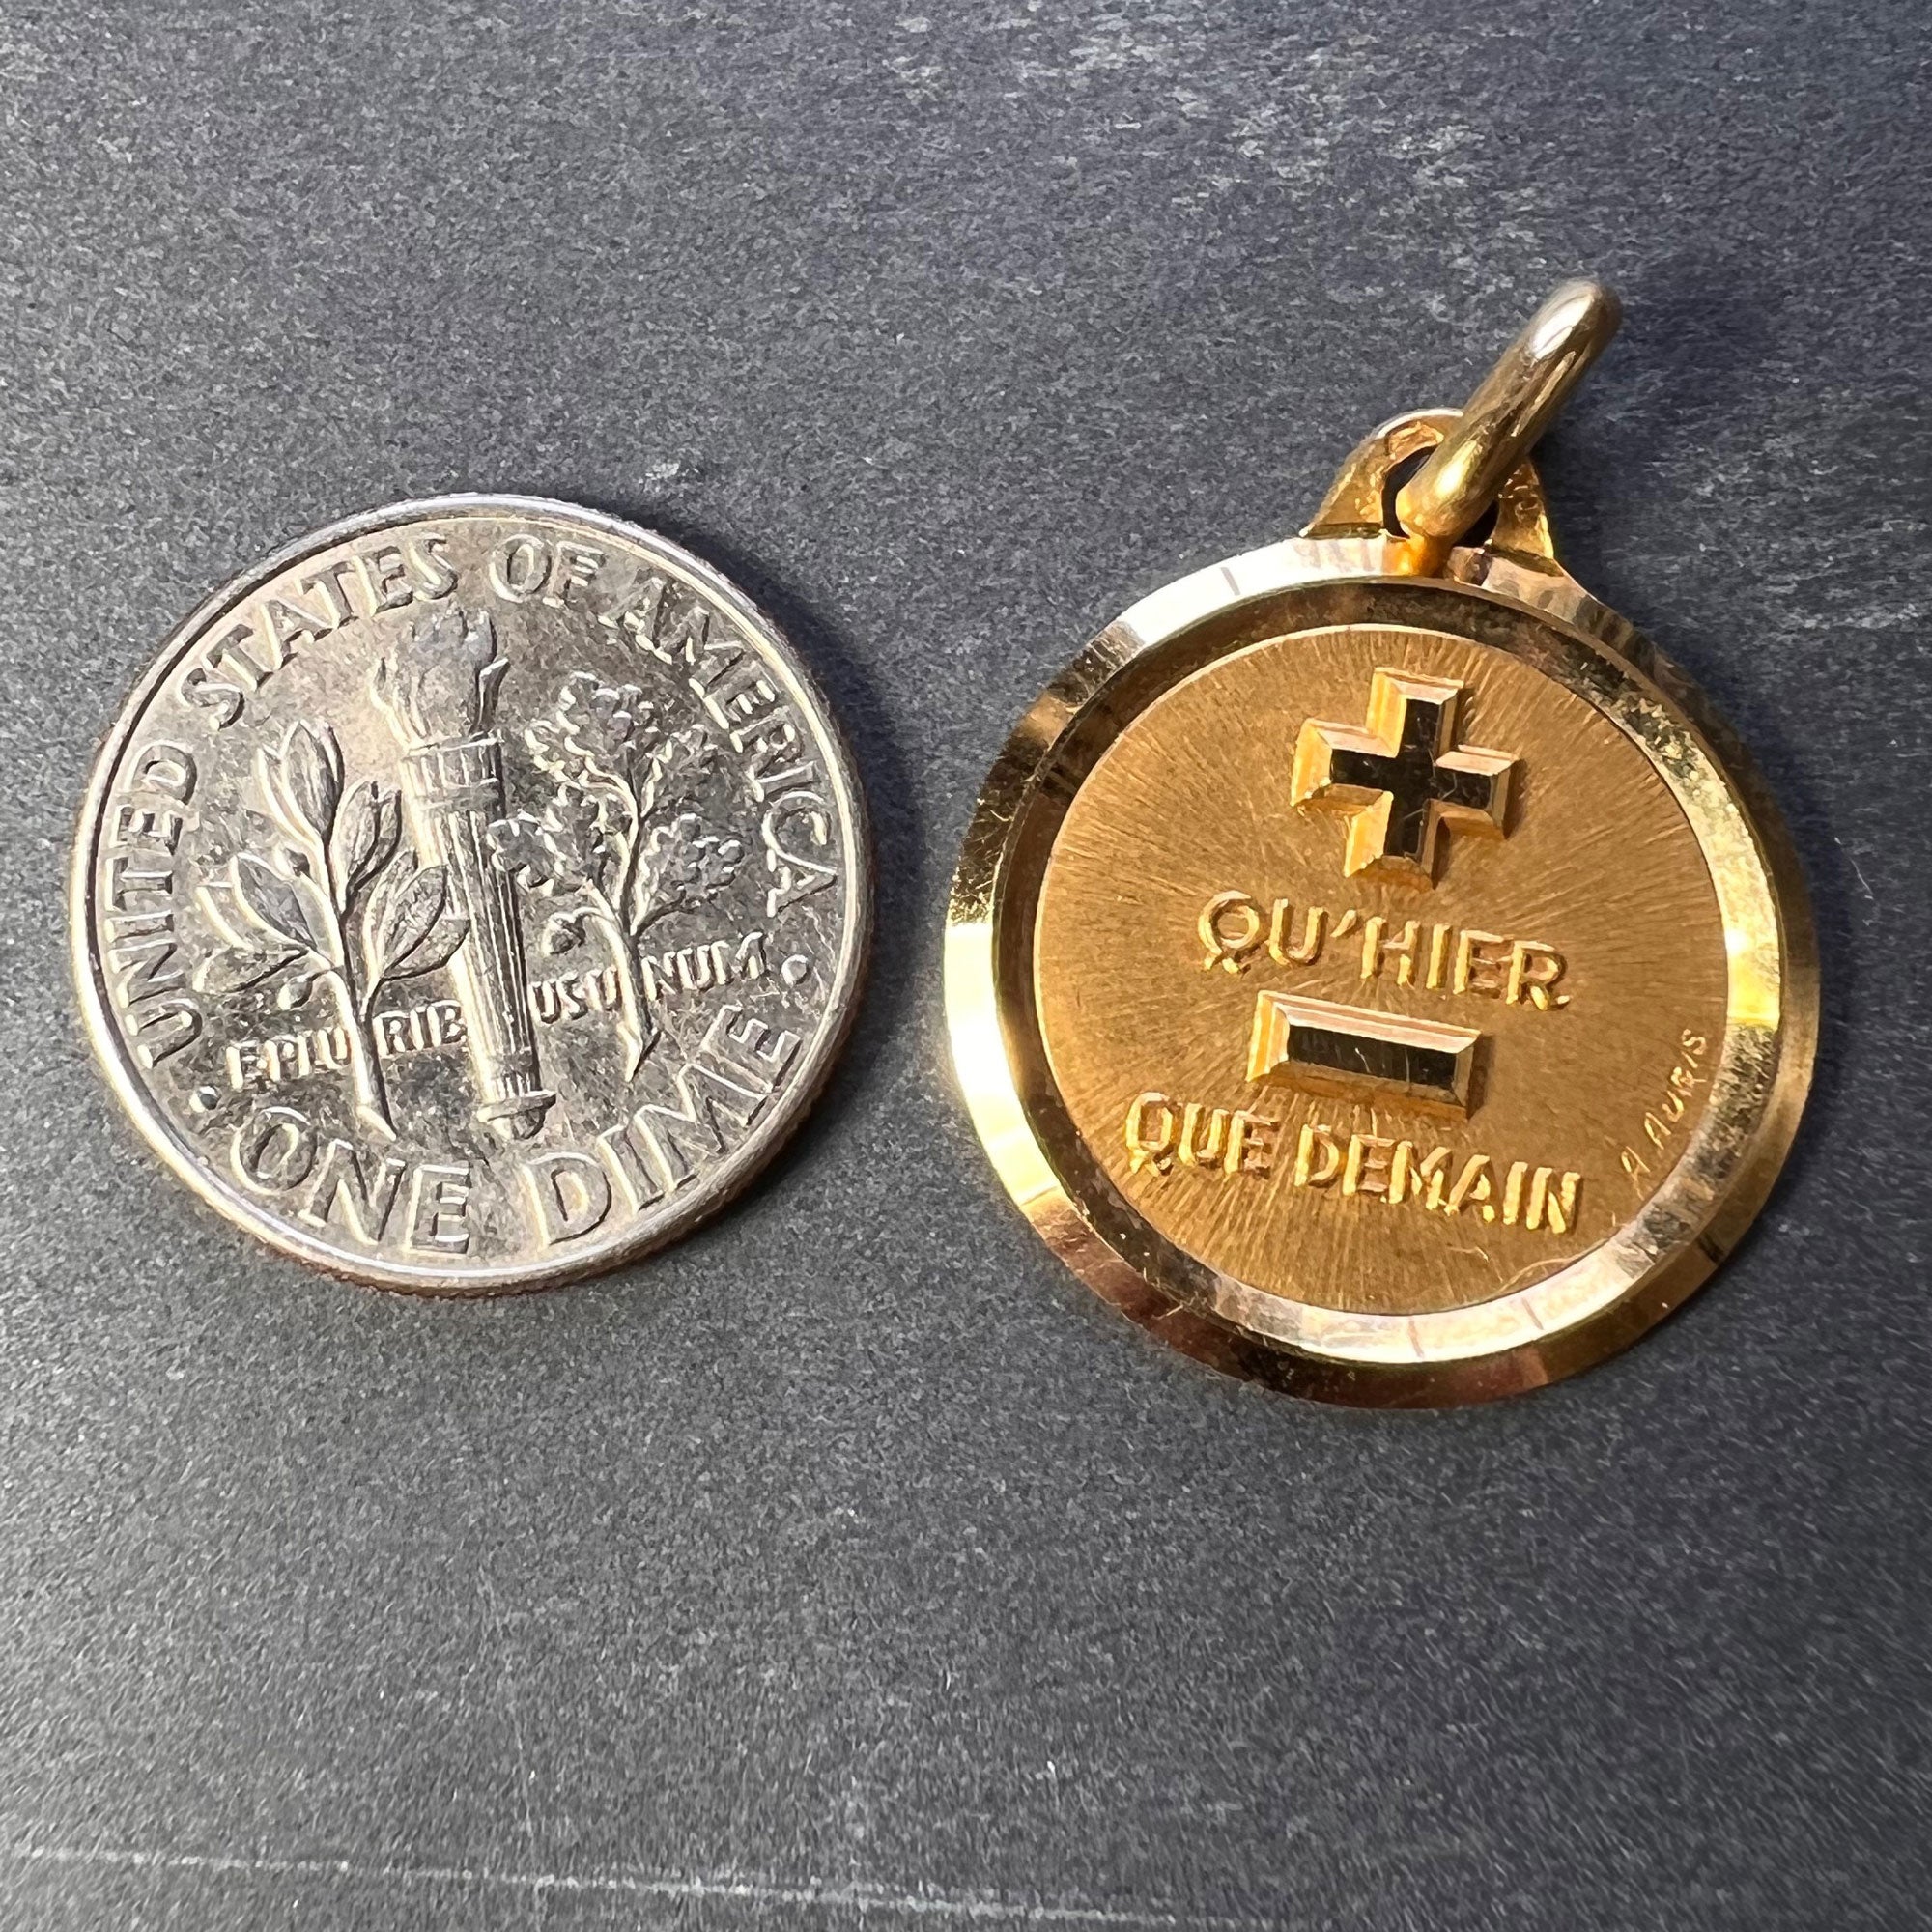 UNITED STATES OF AMERICA
E PLURIBUS UNUM
ONE DIME
+
QU'HIER
−
QUE DEMAIN
A AUGIS